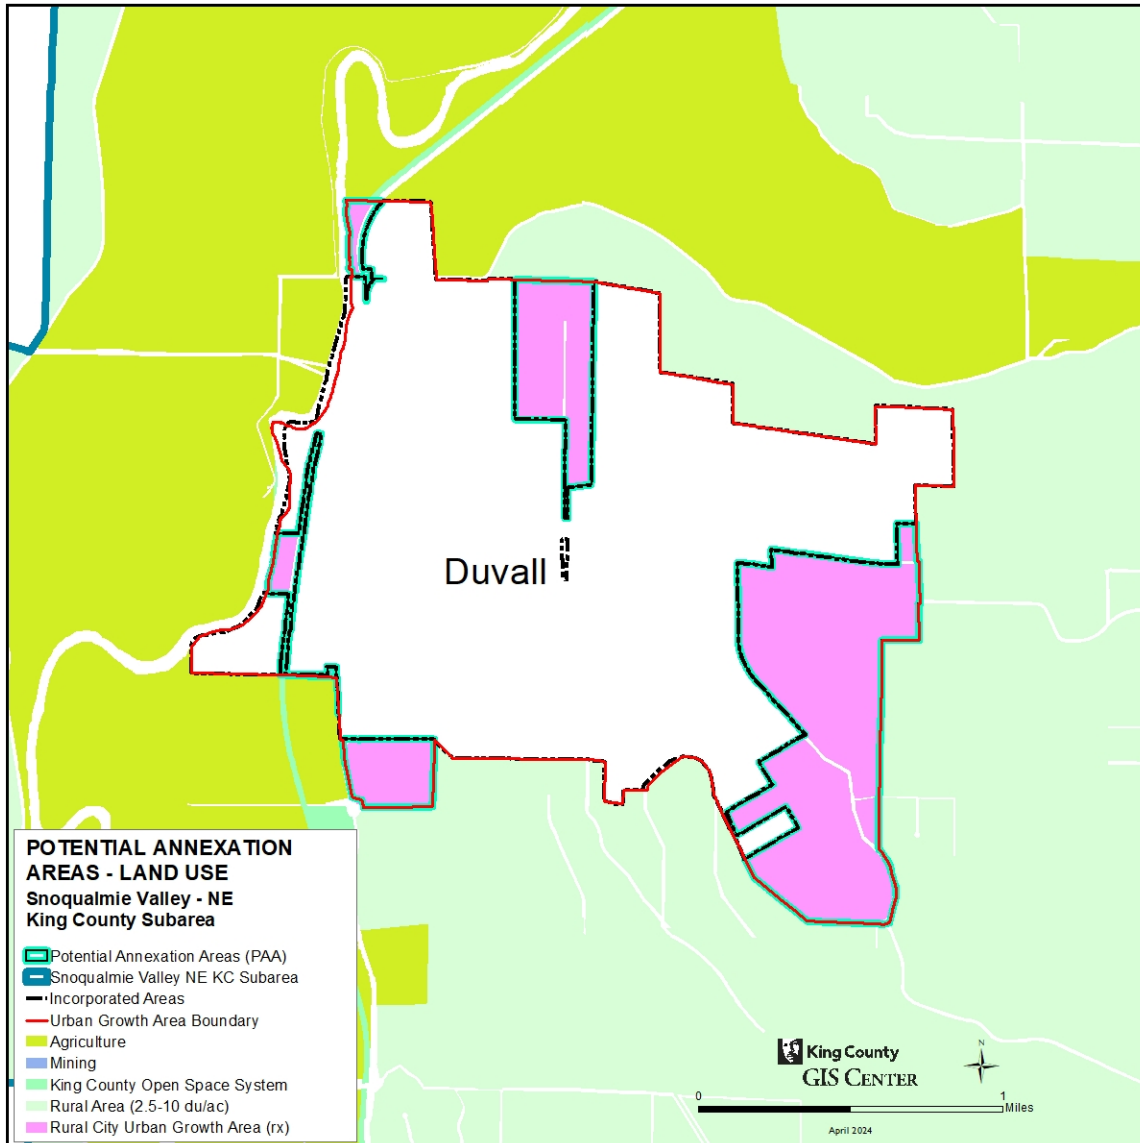 Duvall
POTENTIAL ANNEXATION
AREAS - LAND USE
Snoqualmie Valley - NE
King County Subarea
Potential Annexation Areas (PAA)
Snoqualmie Valley NE KC Subarea
Incorporated Areas
Urban Growth Area Boundary
Agriculture
Mining
King County Open Space System
Rural Area (2.5-10 du/ac)
Rural City Urban Growth Area (rx)
King County
GIS CENTER
N
0 1
Miles
April 2024